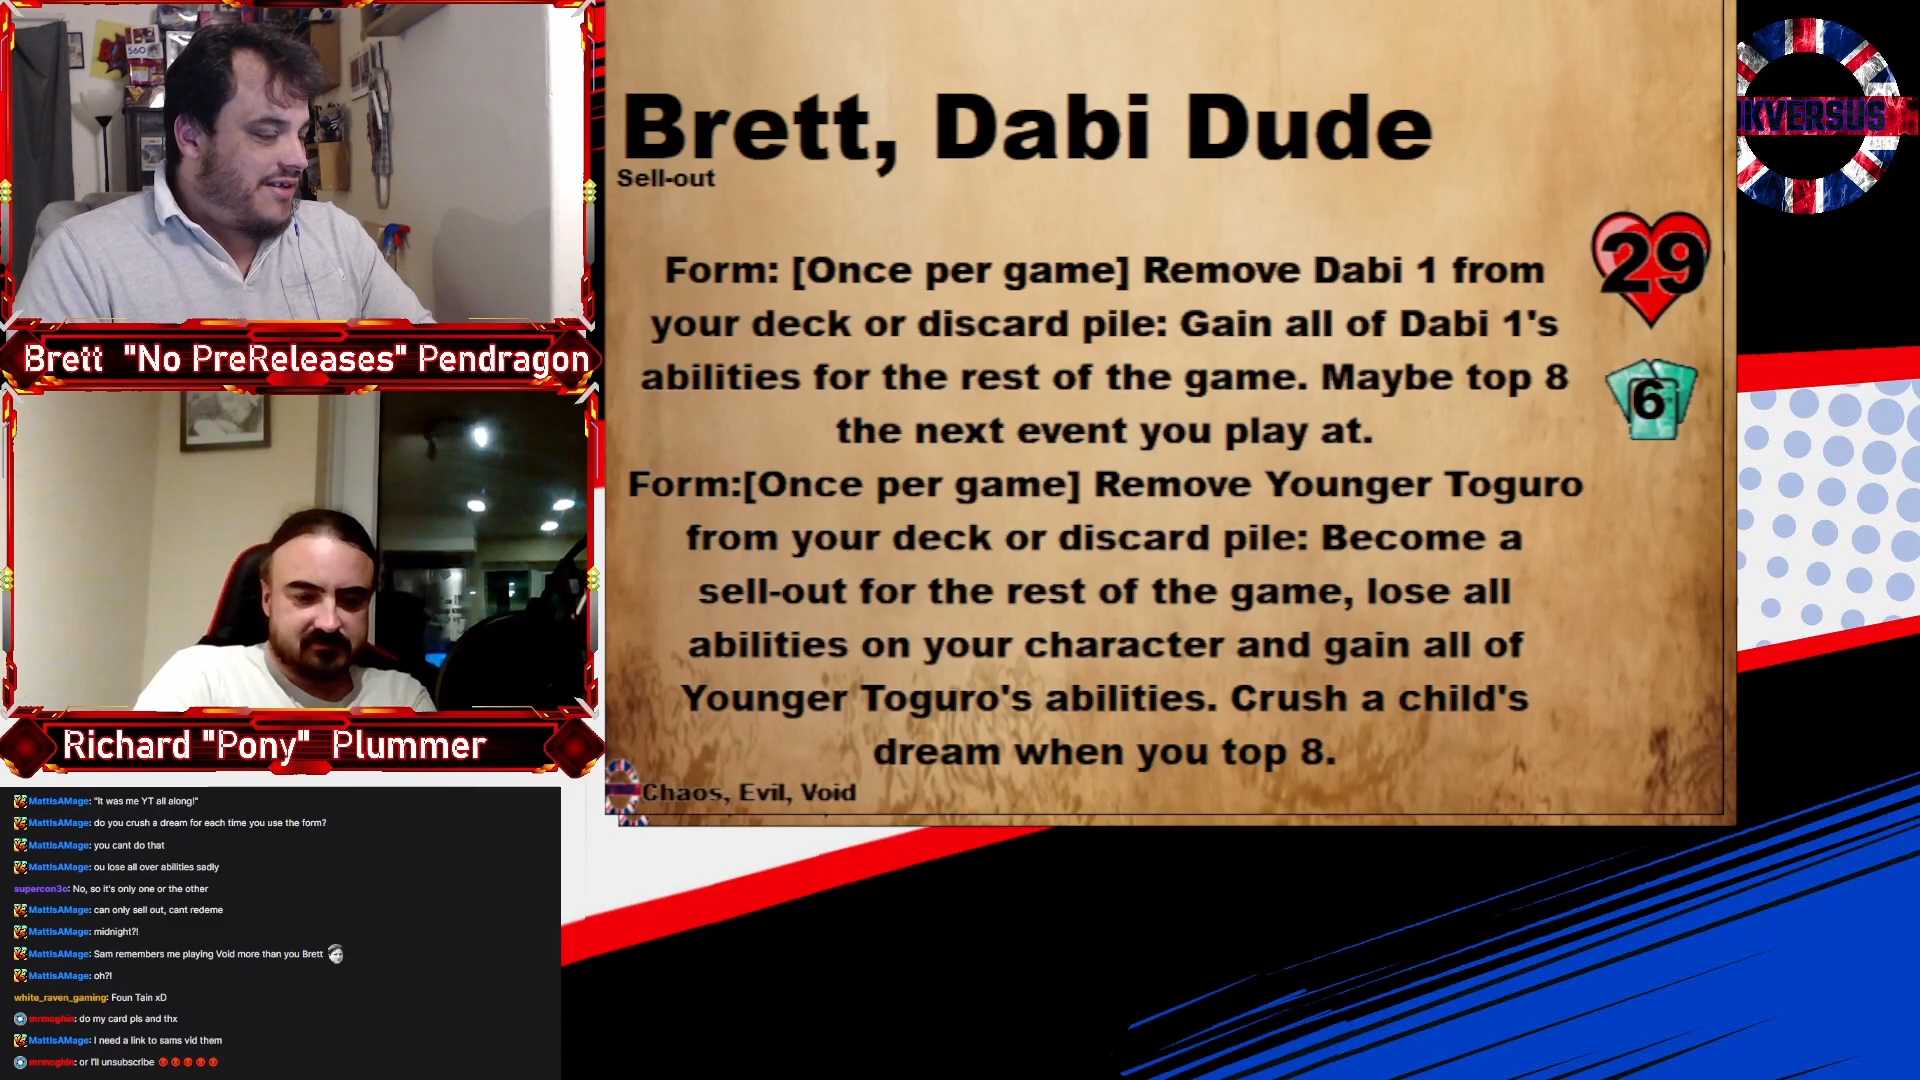 Brett "No PreReleases" Pendragon
Richard "Pony" Plummer
MattIsAMage: "It was me YT all along!"
MattIsAMage: do you crush a dream for each time you use the form?
MattIsAMage: you cant do that
MattIsAMage: ou lose all over abilities sadly
supercon3c: No, so it's only one or the other
MattIsAMage: can only sell out, cant redeme
MattIsAMage: midnight?!
MattIsAMage: Sam remembers me playing Void more than you Brett
MattIsAMage: oh?!
white_raven_gaming: Foun Tain xD
mrmoghin: do my card pls and thx
MattIsAMage: I need a link to sams vid them
mrmoghin: or I'll unsubscribe
Brett, Dabi Dude
Sell-out
Form: [Once per game] Remove Dabi 1 from
your deck or discard pile: Gain all of Dabi 1's
abilities for the rest of the game. Maybe top 8
the next event you play at.
Form:[Once per game] Remove Younger Toguro
from your deck or discard pile: Become a
sell-out for the rest of the game, lose all
abilities on your character and gain all of
Younger Toguro's abilities. Crush a child's
dream when you top 8.
29
6
Chaos, Evil, Void
KVERSUS